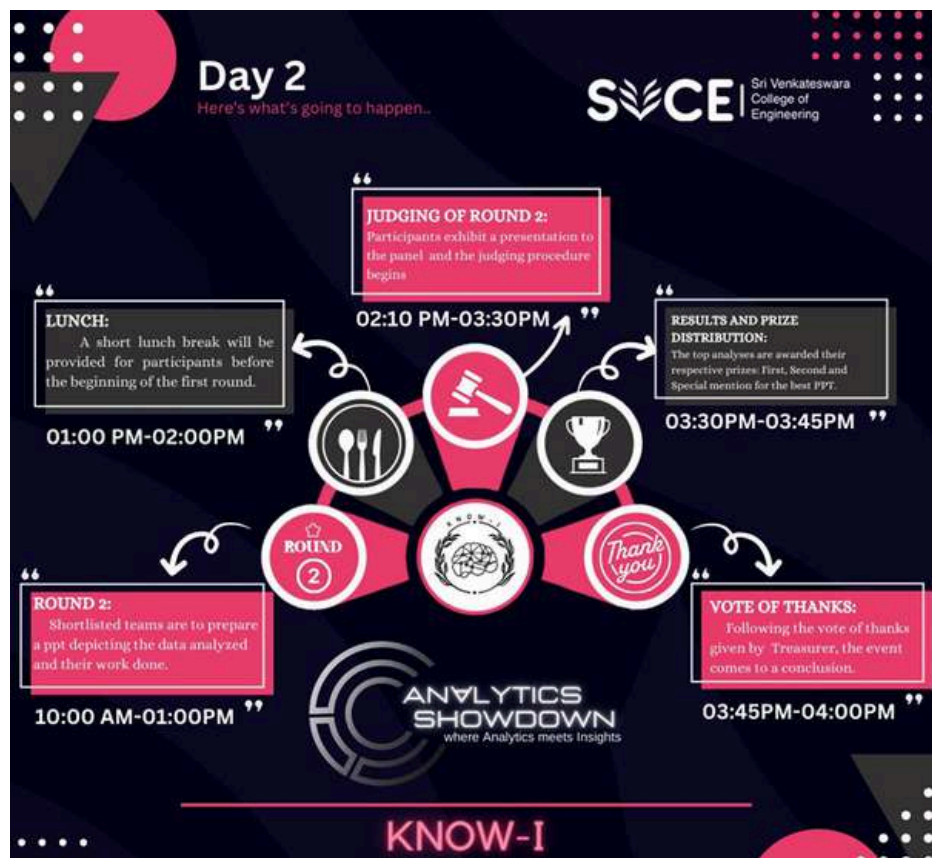 Day 2
Here's what's going to happen..
SVCE
Sri Venkateswara
College of
Engineering
JUDGING OF ROUND 2:
Participants exhibit a presentation to
the panel and the judging procedure
begins
02:10 PM-03:30PM
LUNCH:
A short lunch break will be
provided for participants before
the beginning of the first round.
01:00 PM-02:00PM
RESULTS AND PRIZE
DISTRIBUTION:
The top analyses are awarded their
respective prizes: First, Second and
Special mention for the best PPT.
03:30PM-03:45PM
ROUND
2
KNOW-I
Thank
you
ROUND 2:
Shortlisted teams are to prepare
a ppt depicting the data analyzed
and their work done.
10:00 AM-01:00PM
VOTE OF THANKS:
Following the vote of thanks
given by Treasurer, the event
comes to a conclusion.
03:45PM-04:00PM
ANALYTICS
SHOWDOWN
where Analytics meets Insights
KNOW-I